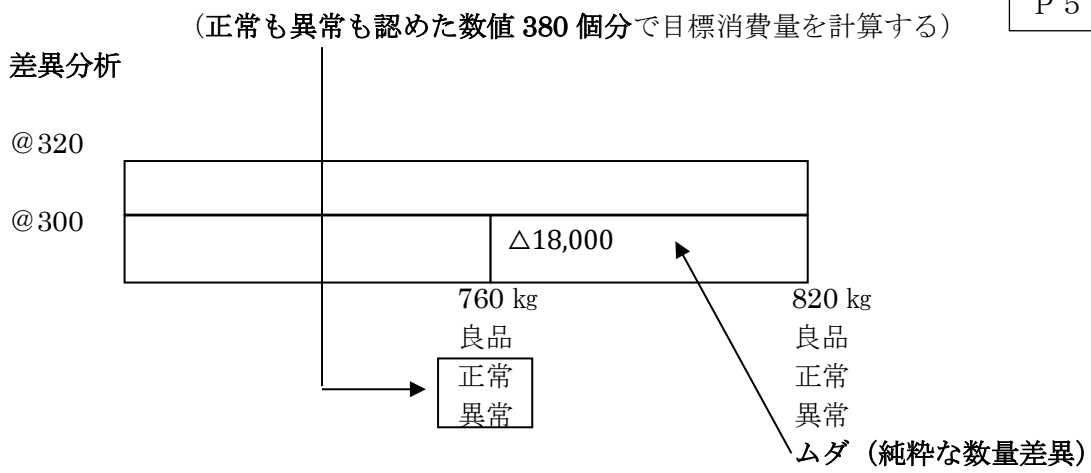 P5
(正常も異常も認めた数値 380 個分で目標消費量を計算する)
差異分析
@320
@300
△18,000
760 kg
良品
正常
異常
820 kg
良品
正常
異常
ムダ (純粋な数量差異)